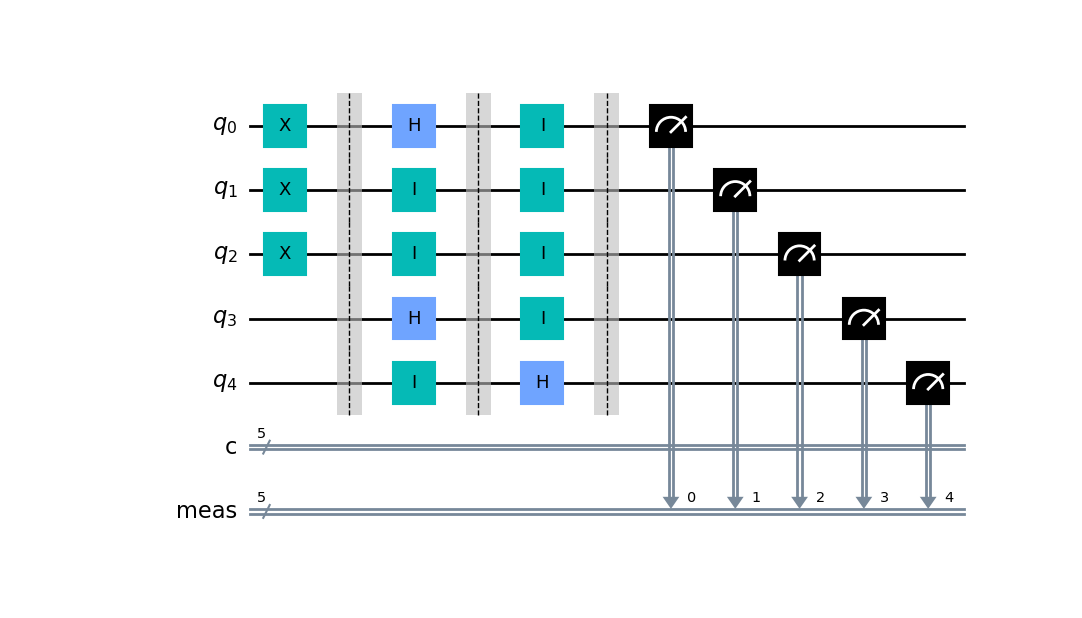 q0 X H I
q1 X I I
q2 X I I
q3 H I
q4 I H
c 5
meas 5 0 1 2 3 4